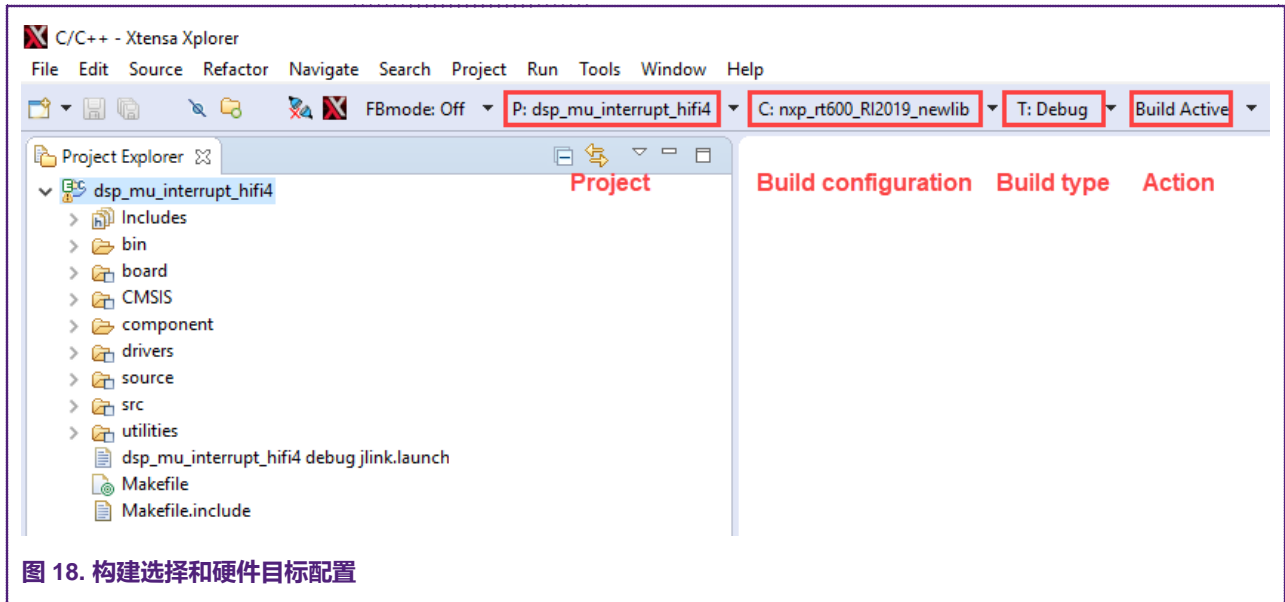 C/C++ - Xtensa Xplorer
File Edit Source Refactor Navigate Search Project Run Tools Window Help
FBmode: Off P: dsp_mu_interrupt_hifi4 C: nxp_rt600_RI2019_newlib T: Debug Build Active
Project Explorer
Project Build configuration Build type Action
dsp_mu_interrupt_hifi4
Includes
bin
board
CMSIS
component
drivers
source
src
utilities
dsp_mu_interrupt_hifi4 debug jlink.launch
Makefile
Makefile.include
图 18. 构建选择和硬件目标配置